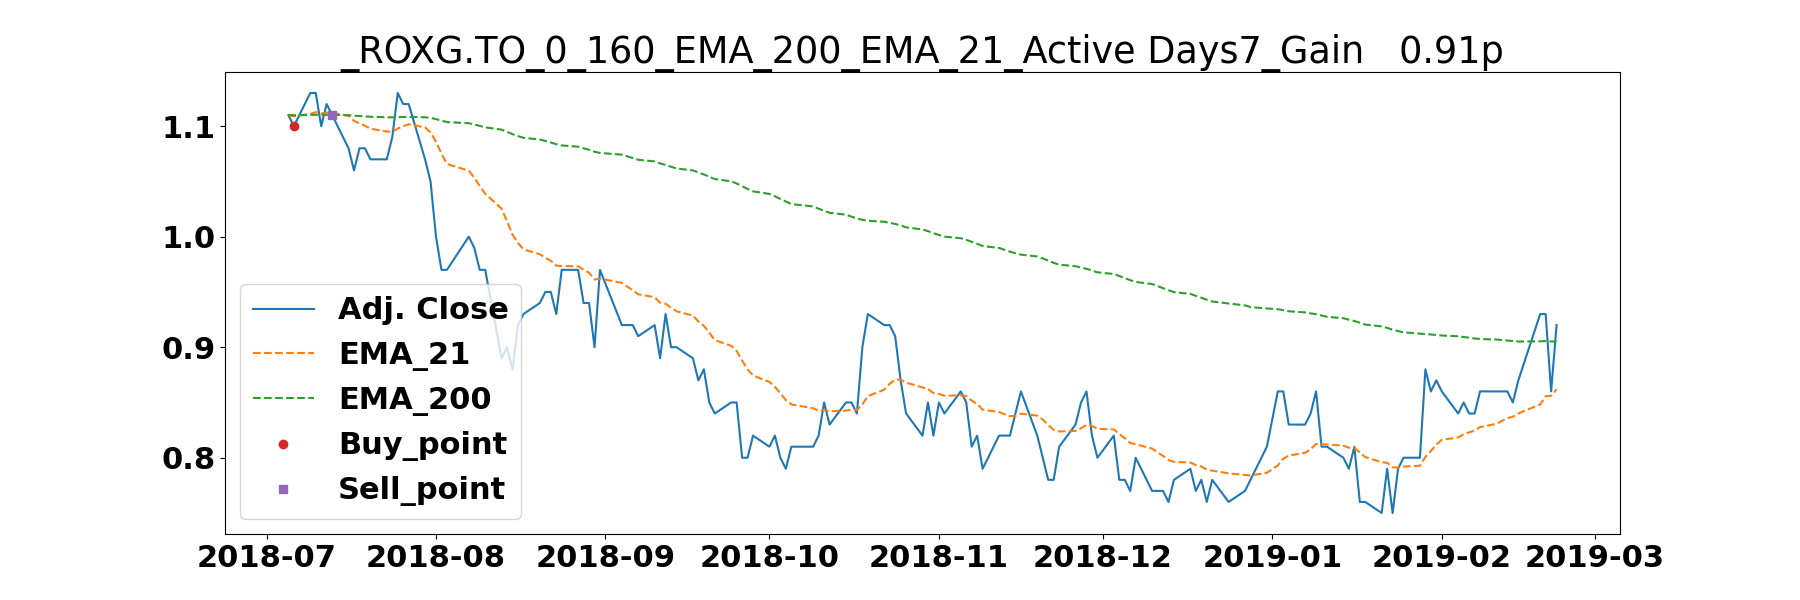 _ROXG.TO_0_160_EMA_200_EMA_21_Active Days7_Gain   0.91p
1.1
1.0
0.9
0.8
Adj. Close
EMA_21
EMA_200
Buy_point
Sell_point
2018-07 2018-08 2018-09 2018-10 2018-11 2018-12 2019-01 2019-02 2019-03